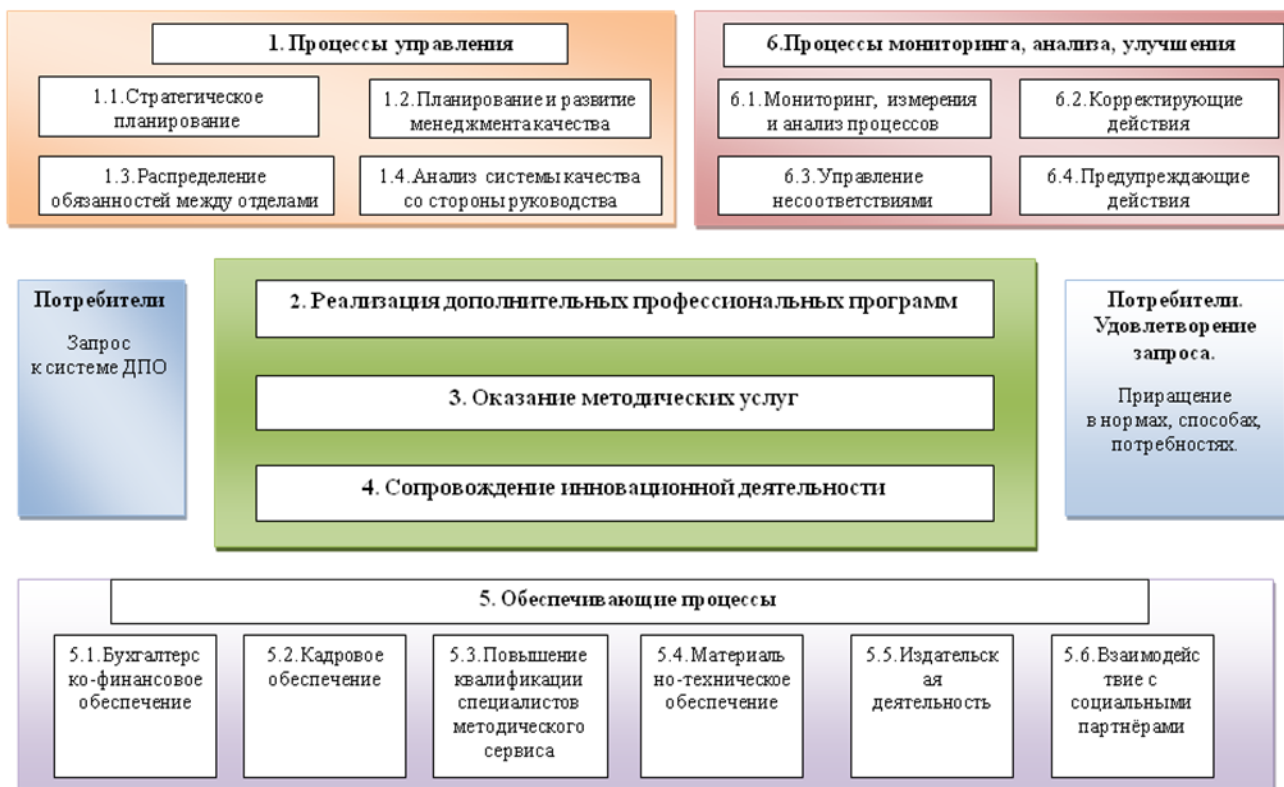 1. Процессы управления
1.1.Стратегическое
планирование
1.2.Планирование и развитие
менеджмента качества
1.3.Распределение
обязанностей между отделами
1.4.Анализ системы качества
со стороны руководства
6.Процессы мониторинга, анализа, улучшения
6.1.Мониторинг, измерения
и анализ процессов
6.2.Корректирующие
действия
6.3.Управление
несоответствиями
6.4.Предупреждающие
действия
Потребители
Запрос
к системе ДПО
2. Реализация дополнительных профессиональных программ
3. Оказание методических услуг
4. Сопровождение инновационной деятельности
Потребители.
Удовлетворение
запроса.
Приращение
в нормах, способах,
потребностях.
5. Обеспечивающие процессы
5.1.Бухгалтерс
ко-финансовое
обеспечение
5.2.Кадровое
обеспечение
5.3.Повышение
квалификации
специалистов
методического
сервиса
5.4.Материаль
но-техническое
обеспечение
5.5.Издательск
ая
деятельность
5.6.Взаимодейс
твие с
социальными
партнёрами